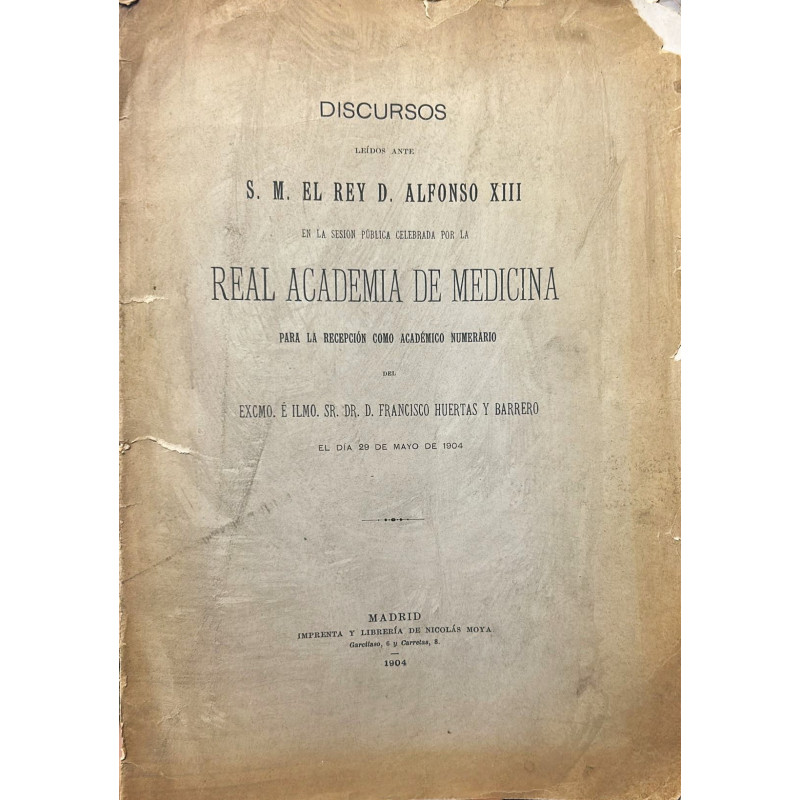 DISCURSOS
LEÍDOS ANTE
S. M. EL REY D. ALFONSO XIII
EN LA SESION PÚBLICA CELEBRADA POR LA
REAL ACADEMIA DE MEDICINA
PARA LA RECEPCIÓN COMO ACADÉMICO NUMERARIO
DEL
EXCMO. É ILMO. SR. DR. D. FRANCISCO HUERTAS Y BARRERO
EL DÍA 29 DE MAYO DE 1904
MADRID
IMPRENTA Y LIBRERÍA DE NICOLÁS MOYA
Garcilaso, 6 y Carretas, 8.
1904